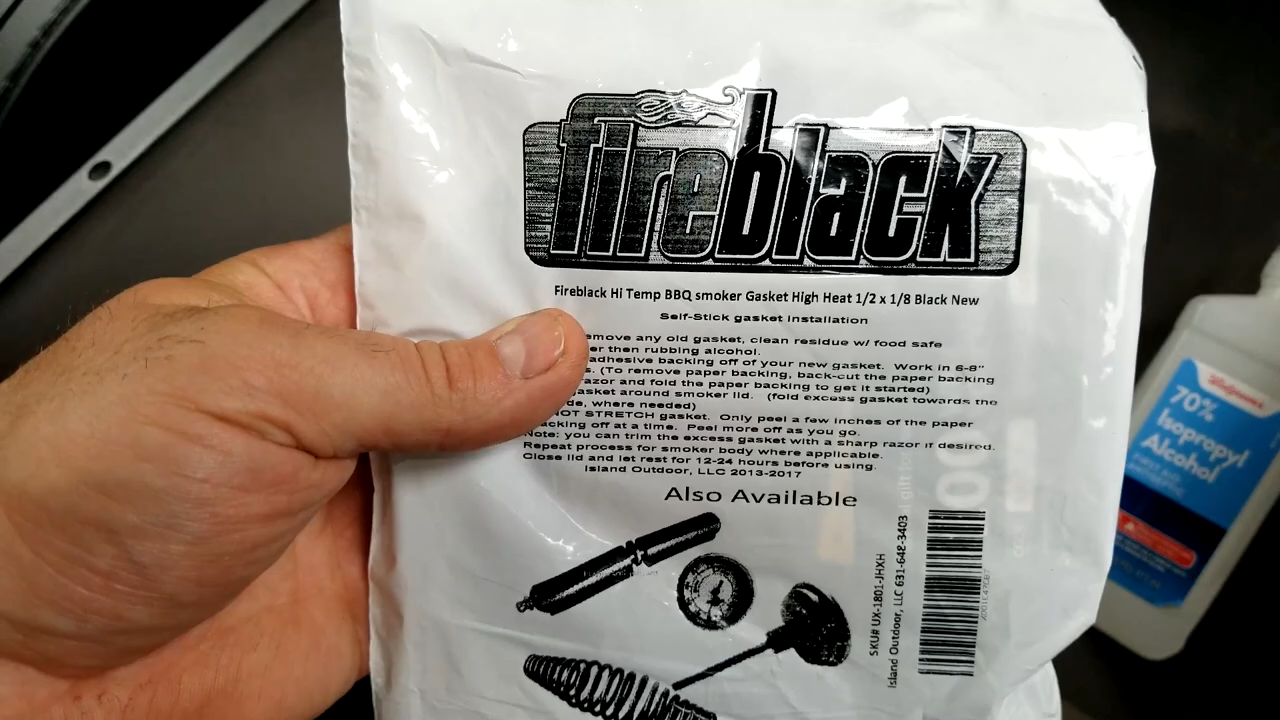 fireblack
Fireblack Hi Temp BBQ smoker Gasket High Heat 1/2 x 1/8 Black New
Self-Stick gasket installation
emove any old gasket, clean residue w/ food safe
er then rubbing alcohol.
adhesive backing off of your new gasket. Work in 6-8"
s. (To remove paper backing, back-cut the paper backing
azor and fold the paper backing to get it started)
asket around smoker lid. (fold excess gasket towards the
de, where needed)
NOT STRETCH gasket. Only peel a few inches of the paper
acking off at a time. Peel more off as you go.
Note: you can trim the excess gasket with a sharp razor if desired.
Repeat process for smoker body where applicable.
Close lid and let rest for 12-24 hours before using.
Island Outdoor, LLC 2013-2017
Also Available
SKU# UX-1801-JHXH
Island Outdoor, LLC 631-648-3403
Walgreens
70%
Isopropyl
Alcohol